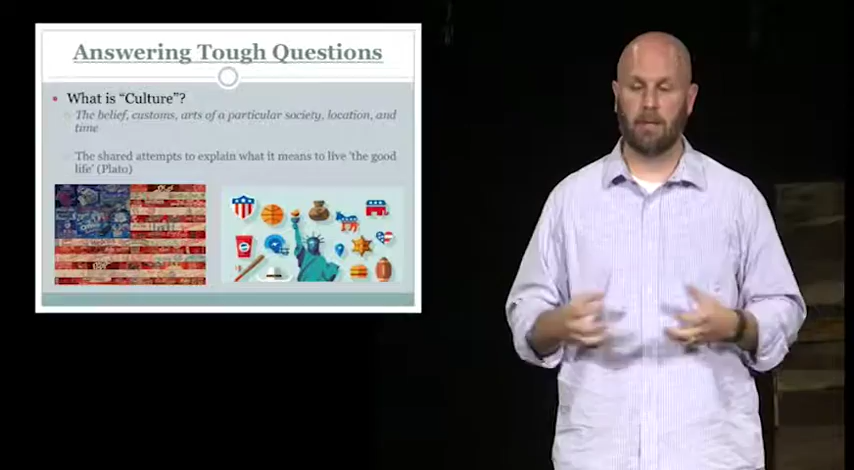 Answering Tough Questions
What is “Culture”?
The belief, customs, arts of a particular society, location, and
time
The shared attempts to explain what it means to live 'the good
life' (Plato)